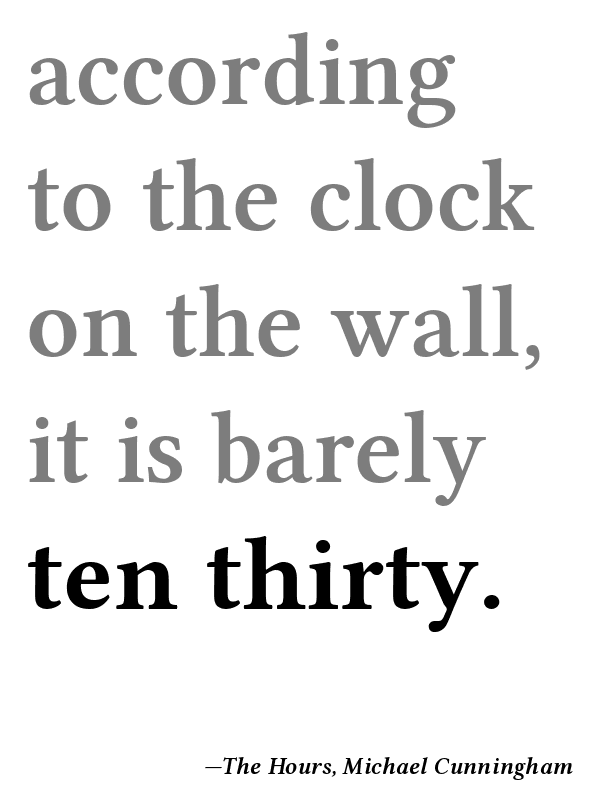 according
to the clock
on the wall,
it is barely
ten thirty.
—The Hours, Michael Cunningham